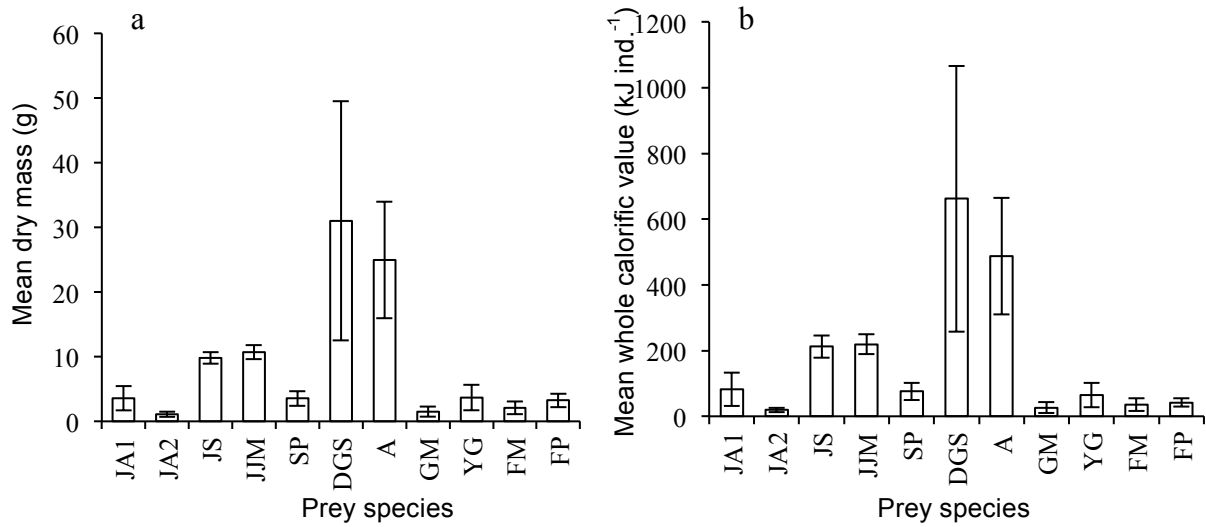 a
Mean dry mass (g)
60
50
40
30
20
10
0
JA1 JA2 JS JJM SP DGS A GM YG FM FP
Prey species
b
Mean whole calorific value (kJ ind.⁻¹)
1200
1000
800
600
400
200
0
JA1 JA2 JS JJM SP DGS A GM YG FM FP
Prey species